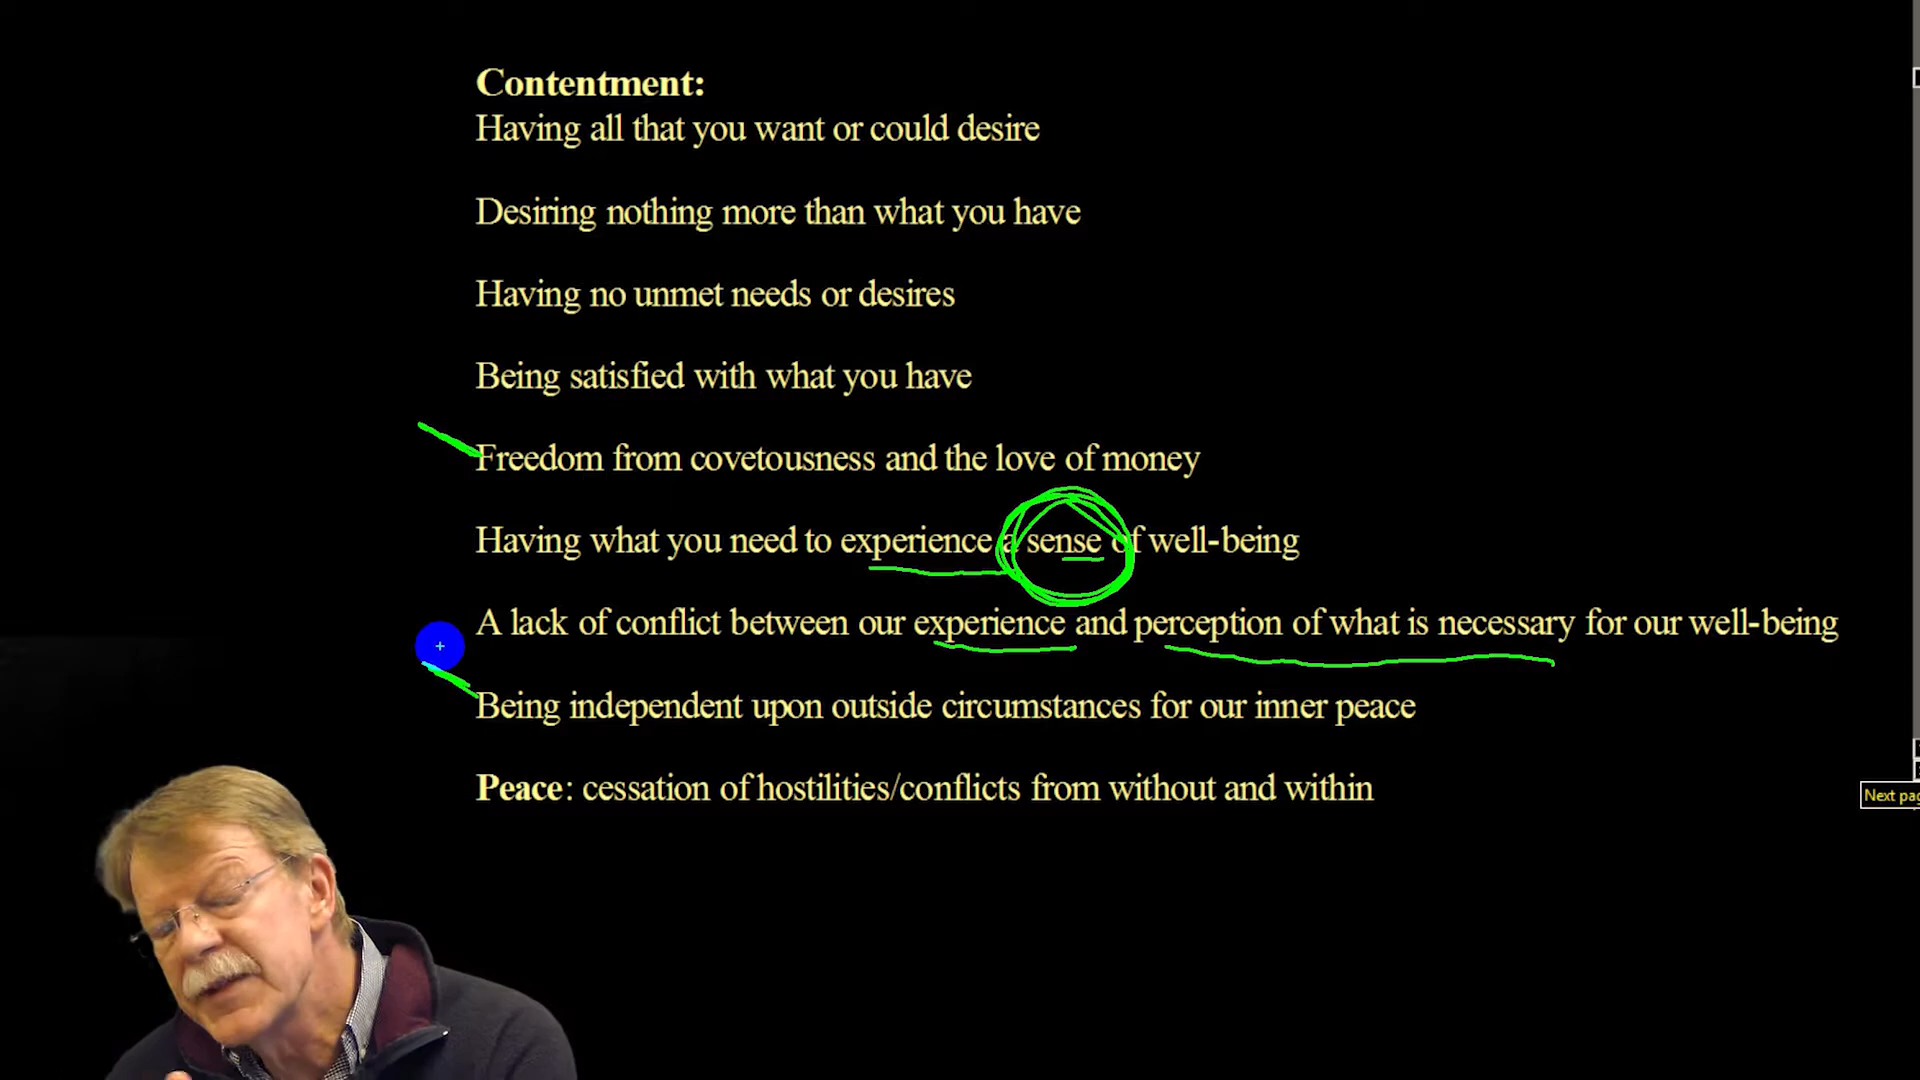 Contentment:
Having all that you want or could desire
Desiring nothing more than what you have
Having no unmet needs or desires
Being satisfied with what you have
Freedom from covetousness and the love of money
Having what you need to experience a sense of well-being
A lack of conflict between our experience and perception of what is necessary for our well-being
Being independent upon outside circumstances for our inner peace
Next
Peace: cessation of hostilities/conflicts from without and within